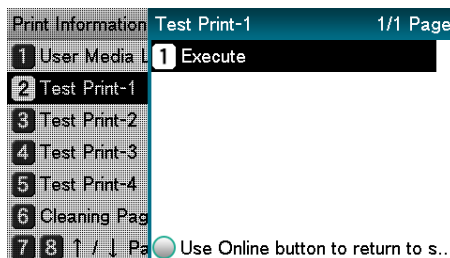 Print Information
1 User Media L
2 Test Print-1
3 Test Print-2
4 Test Print-3
5 Test Print-4
6 Cleaning Pag
7 8 ↑ / ↓ Pa
Test Print-1 1/1 Page
1 Execute
Use Online button to return to s..